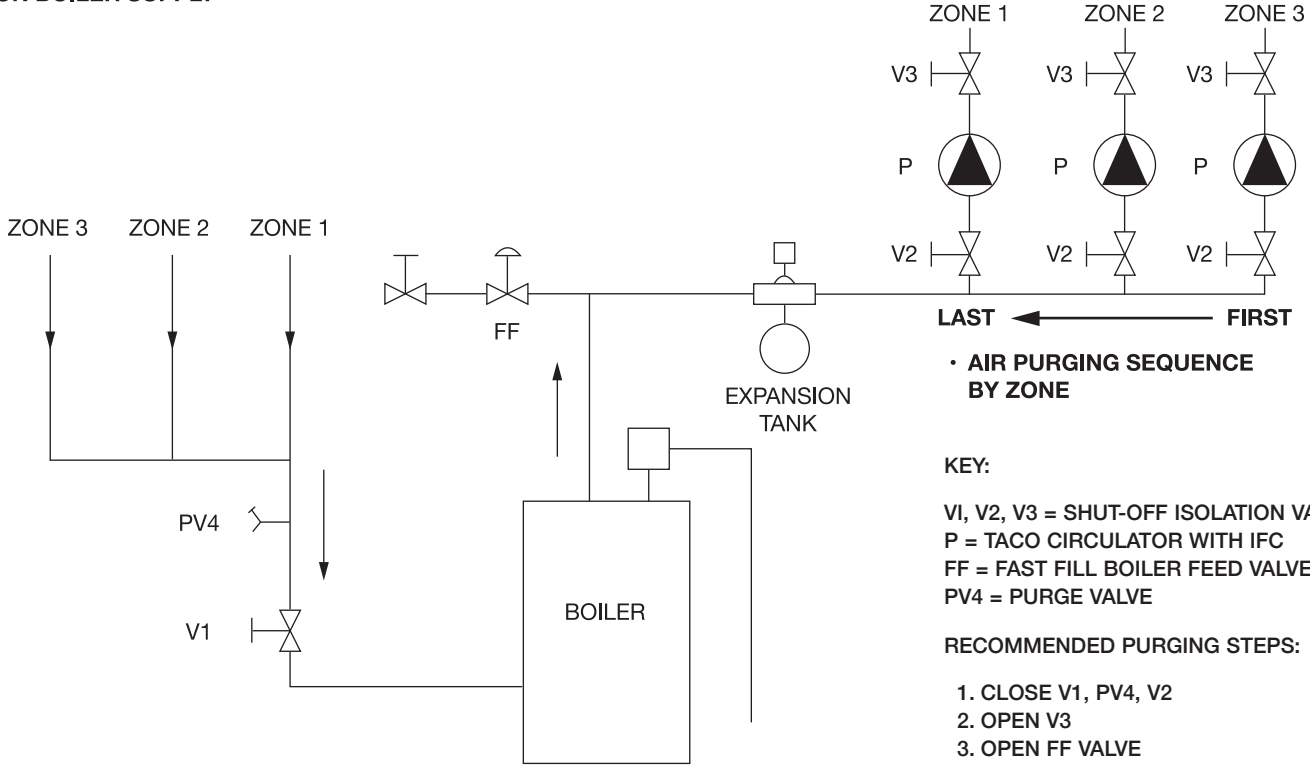 ZONE 1 ZONE 2 ZONE 3
V3 V3 V3
P P P
V2 V2 V2
ZONE 3 ZONE 2 ZONE 1
FF
LAST FIRST
• AIR PURGING SEQUENCE
BY ZONE
EXPANSION
TANK
PV4
V1
BOILER
KEY:
VI, V2, V3 = SHUT-OFF ISOLATION
P = TACO CIRCULATOR WITH IFC
FF = FAST FILL BOILER FEED VALVE
PV4 = PURGE VALVE
RECOMMENDED PURGING STEPS:
1. CLOSE V1, PV4, V2
2. OPEN V3
3. OPEN FF VALVE